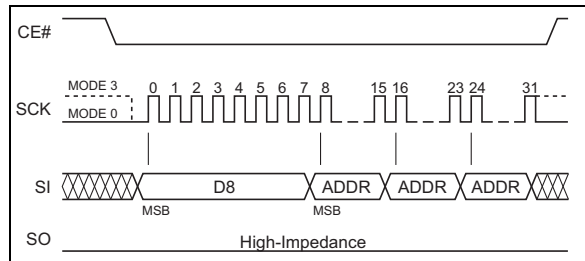 CE#
MODE 3
SCK MODE 0
0 1 2 3 4 5 6 7 8 15 16 23 24 31
SI D8 ADDR ADDR ADDR
MSB MSB
SO High-Impedance